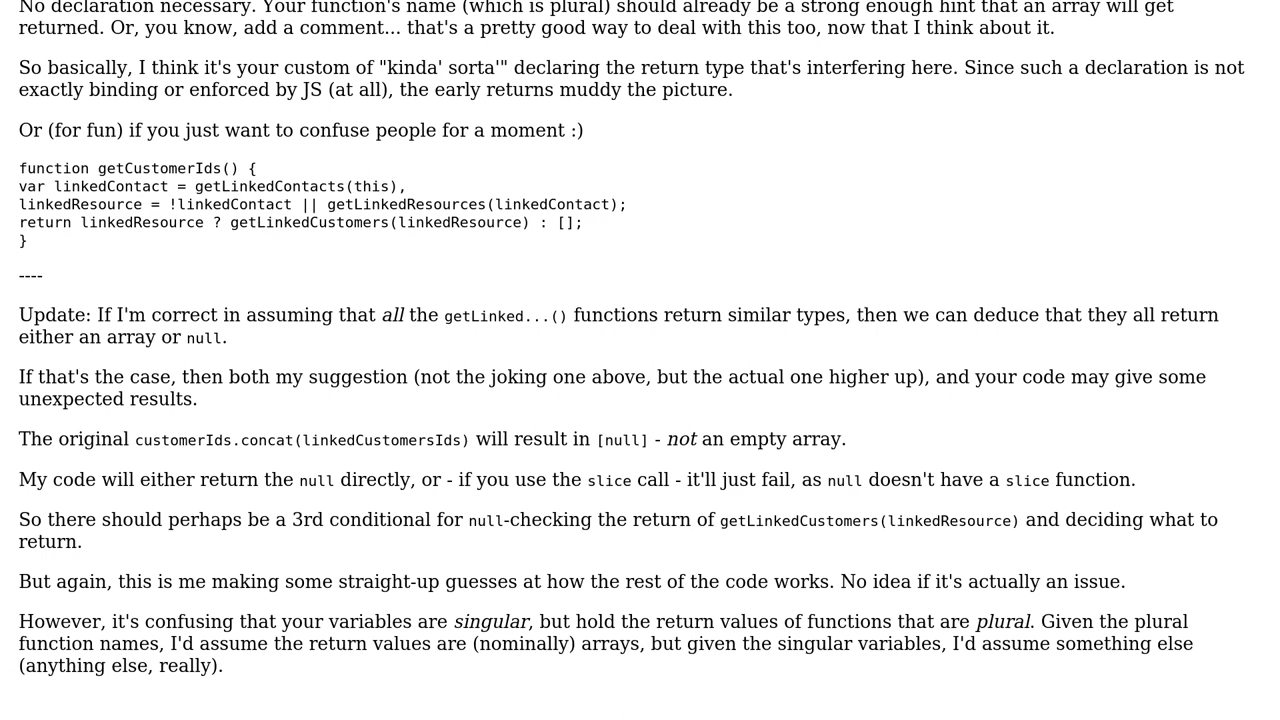 No declaration necessary. Your function's name (which is plural) should already be a strong enough hint that an array will get
returned. Or, you know, add a comment... that's a pretty good way to deal with this too, now that I think about it.
So basically, I think it's your custom of "kinda' sorta'" declaring the return type that's interfering here. Since such a declaration is not
exactly binding or enforced by JS (at all), the early returns muddy the picture.
Or (for fun) if you just want to confuse people for a moment :)
function getCustomerIds() {
var linkedContact = getLinkedContacts(this),
linkedResource = !linkedContact || getLinkedResources(linkedContact);
return linkedResource ? getLinkedCustomers(linkedResource) : [];
}
----
Update: If I'm correct in assuming that all the getLinked...() functions return similar types, then we can deduce that they all return
either an array or null.
If that's the case, then both my suggestion (not the joking one above, but the actual one higher up), and your code may give some
unexpected results.
The original customerIds.concat(linkedCustomersIds) will result in [null] - not an empty array.
My code will either return the null directly, or - if you use the slice call - it'll just fail, as null doesn't have a slice function.
So there should perhaps be a 3rd conditional for null-checking the return of getLinkedCustomers(linkedResource) and deciding what to
return.
But again, this is me making some straight-up guesses at how the rest of the code works. No idea if it's actually an issue.
However, it's confusing that your variables are singular, but hold the return values of functions that are plural. Given the plural
function names, I'd assume the return values are (nominally) arrays, but given the singular variables, I'd assume something else
(anything else, really).